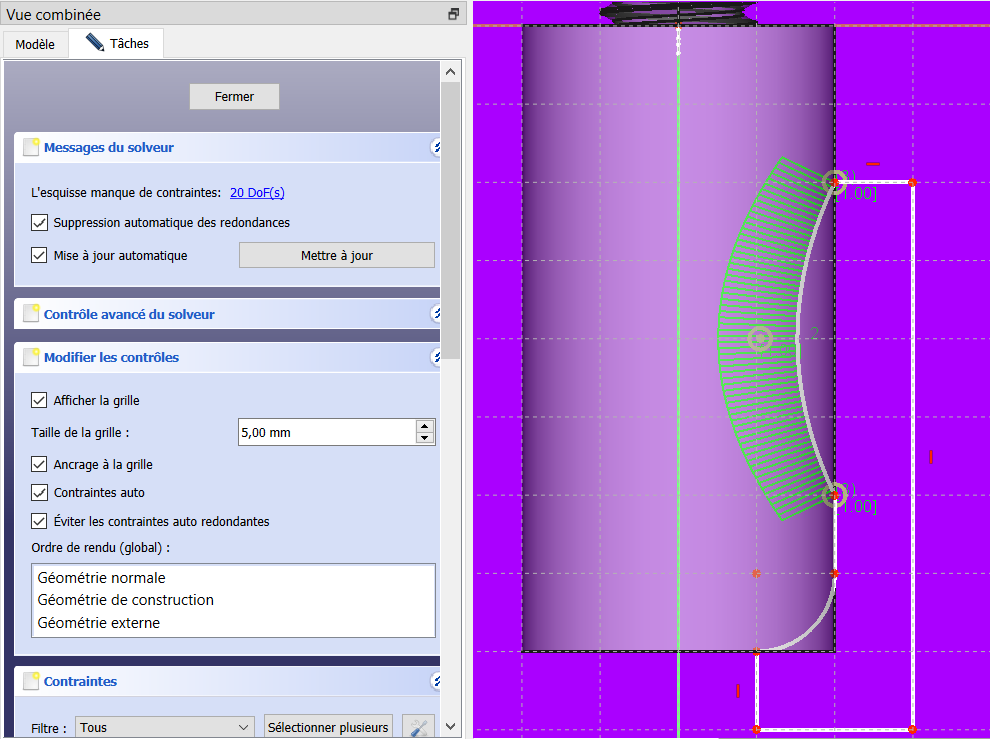 Vue combinée
Modèle
Tâches
Fermer
Messages du solveur
L'esquisse manque de contraintes: 20 DoF(s)
Suppression automatique des redondances
Mise à jour automatique
Mettre à jour
Contrôle avancé du solveur
Modifier les contrôles
Afficher la grille
Taille de la grille :
5,00 mm
Ancrage à la grille
Contraintes auto
Éviter les contraintes auto redondantes
Ordre de rendu (global) :
Géométrie normale
Géométrie de construction
Géométrie externe
Contraintes
Filtre :
Tous
Sélectionner plusieurs
[1.00]
2
[1.00]